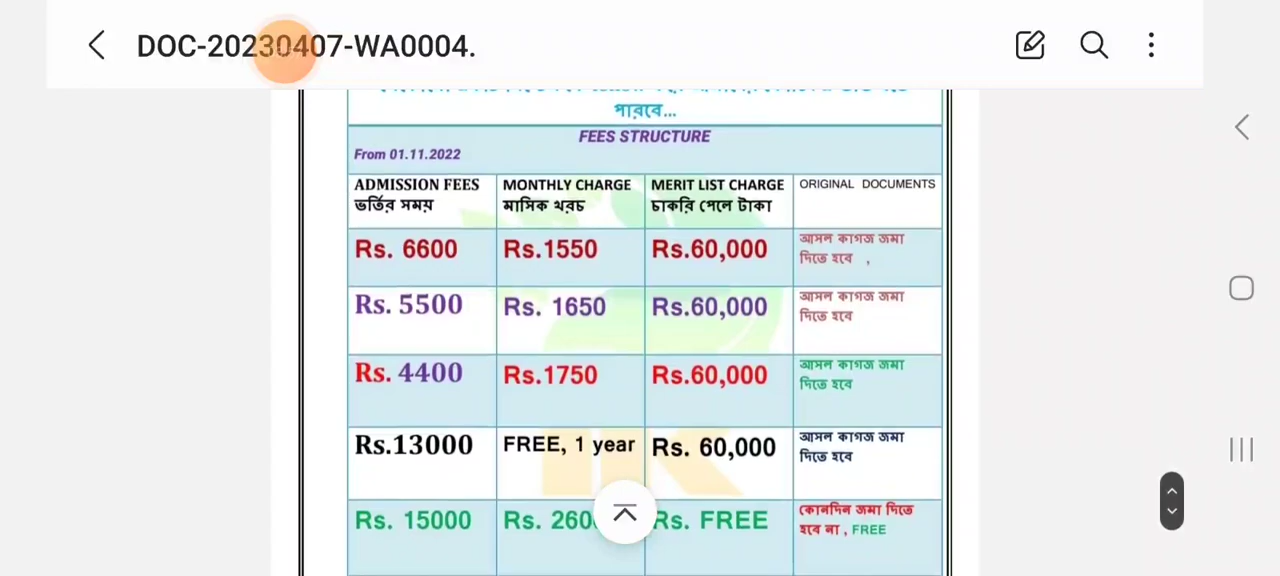 DOC-20230407-WA0004.
পারবে...
FEES STRUCTURE
From 01.11.2022
ADMISSION FEES MONTHLY CHARGE MERIT LIST CHARGE ORIGINAL DOCUMENTS
ভর্তির সময় মাসিক খরচ চাকরি পেলে টাকা
Rs. 6600 Rs.1550 Rs.60,000 আসল কাগজ জমা
দিতে হবে ,
Rs. 5500 Rs. 1650 Rs.60,000 আসল কাগজ জমা
দিতে হবে
Rs. 4400 Rs.1750 Rs.60,000 আসল কাগজ জমা
দিতে হবে
Rs.13000 FREE, 1 year Rs. 60,000 আসল কাগজ জমা
দিতে হবে
Rs. 15000 Rs. Rs. FREE কোনদিন জমা দিতে
হবে না , FREE